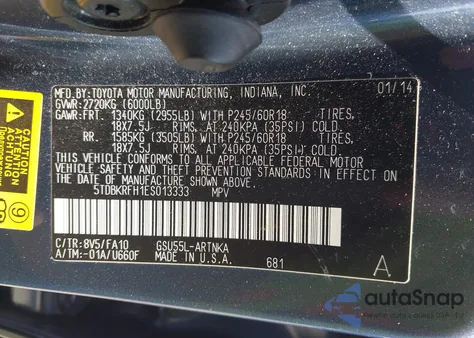 MFD.BY:TOYOTA MOTOR MANUFACTURING, INDIANA, INC. 01/14
GVWR:2720KG (6000LB)
GAWR:FRT. 1340KG (2955LB) WITH P245/60R18 TIRES,
18X7.5J RIMS, AT 240KPA (35PSI) COLD.
RR. 1585KG (3505LB) WITH P245/60R18 TIRES,
18X7.5J RIMS, AT 240KPA (35PSI) COLD.
THIS VEHICLE CONFORMS TO ALL APPLICABLE FEDERAL MOTOR
VEHICLE SAFETY AND THEFT PREVENTION STANDARDS IN
EFFECT ON THE DATE OF MANUFACTURE SHOWN ABOVE.
5TDBKRFH1ES013333 MPV
C/TR:8V5/FA10 GSU55L-ARTNKA
A/TM:-01A/U660F MADE IN U.S.A.
681 A
ACHTUNG
ATTENTION
9
autoSnap